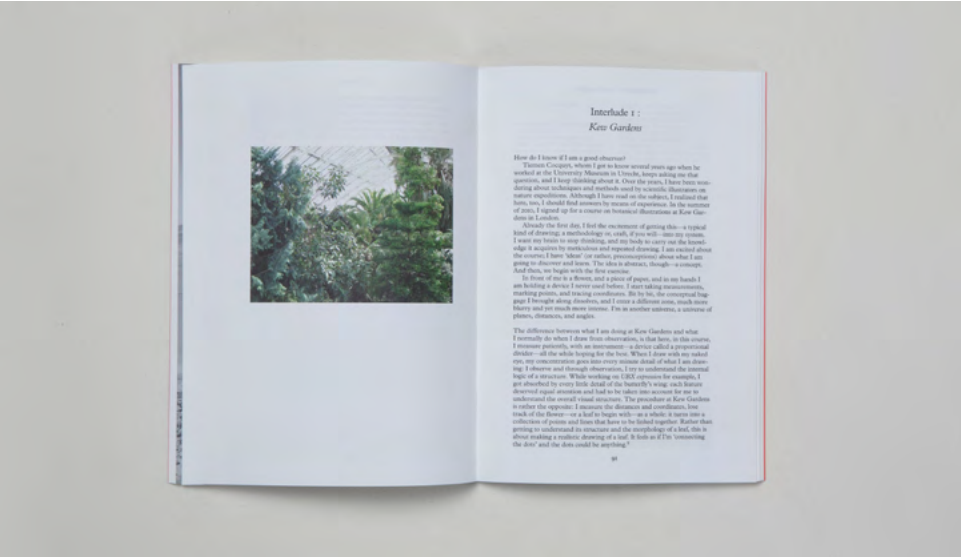 Interlude 1 :
Kew Gardens
How do I know if I am a good observer?
Tiemen Cocquyt, whom I got to know several years ago when he
worked at the University Museum in Utrecht, keeps asking me that
question, and I keep thinking about it. Over the years, I have been won-
dering about techniques and methods used by scientific illustrators on
nature expeditions. Although I have read on the subject, I realized that
here, too, I should find answers by means of experience. In the summer
of 2010, I signed up for a course on botanical illustrations at Kew Gar-
dens in London.
Already the first day, I feel the excitement of getting this—a typical
kind of drawing; a methodology or, craft, if you will—into my system.
I want my brain to stop thinking, and my body to carry out the knowl-
edge it acquires by meticulous and repeated drawing. I am excited about
the course; I have 'ideas' (or rather, preconceptions) about what I am
going to discover and learn. The idea is abstract, though—a concept.
And then, we begin with the first exercise.
In front of me is a flower, and a piece of paper, and in my hands I
am holding a device I never used before. I start taking measurements,
marking points, and tracing coordinates. Bit by bit, the conceptual bag-
gage I brought along dissolves, and I enter a different zone, much more
blurry and yet much more intense. I'm in another universe, a universe of
planes, distances, and angles.
The difference between what I am doing at Kew Gardens and what
I normally do when I draw from observation, is that here, in this course,
I measure patiently, with an instrument—a device called a proportional
divider—all the while hoping for the best. When I draw with my naked
eye, my concentration goes into every minute detail of what I am draw-
ing: I observe and through observation, I try to understand the internal
logic of a structure. While working on for example, I
got absorbed by every little detail of the butterfly's wing: each feature
deserved equal attention and had to be taken into account for me to
understand the overall visual structure. The procedure at Kew Gardens
is rather the opposite: I measure the distances and coordinates, lose
track of the flower—or a leaf to begin with—as a whole: it turns into a
collection of points and lines that have to be linked together. Rather than
getting to understand its structure and the morphology of a leaf, this is
about making a realistic drawing of a leaf. It feels as if I'm 'connecting
the dots' and the dots could be anything.
91